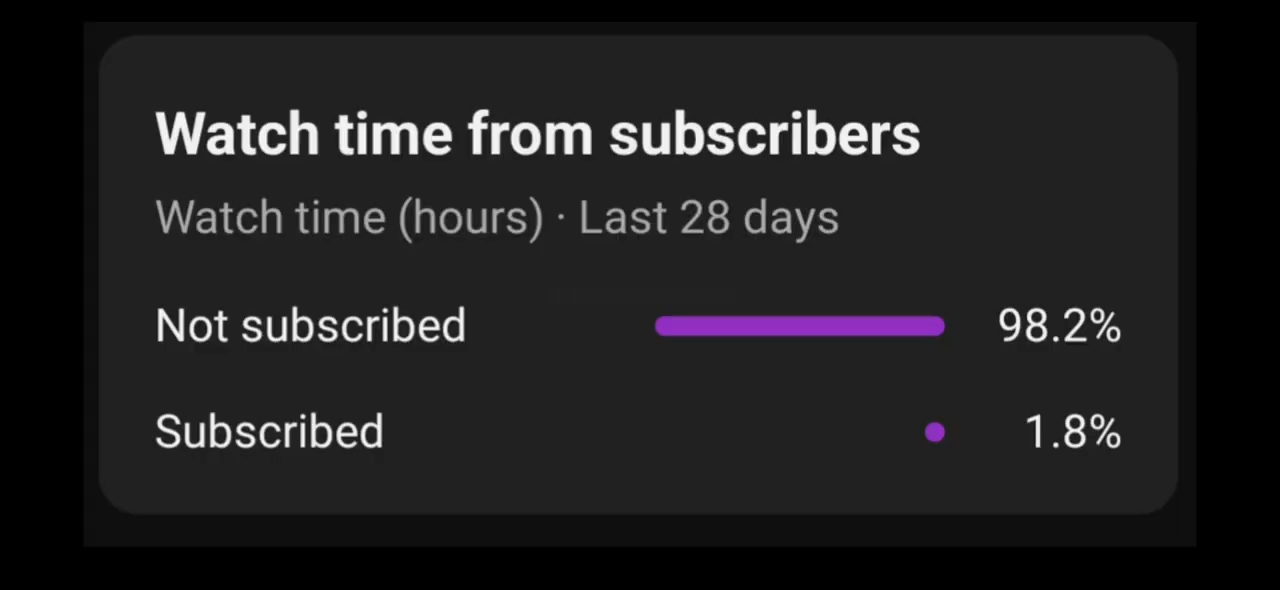 Watch time from subscribers
Watch time (hours) · Last 28 days
Not subscribed 98.2%
Subscribed 1.8%